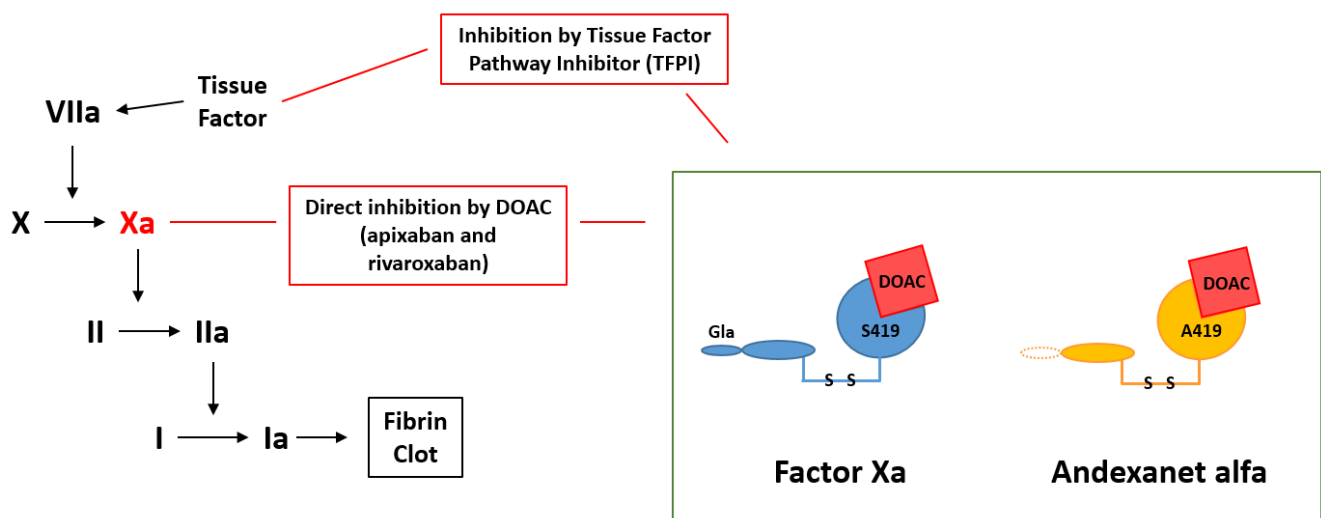 Inhibition by Tissue Factor
Pathway Inhibitor (TFPI)
Tissue
Factor
VIIa
X
Xa
Direct inhibition by DOAC
(apixaban and
rivaroxaban)
II
IIa
I
Ia
Fibrin
Clot
DOAC
S419
Gla
S S
Factor Xa
DOAC
A419
S S
Andexanet alfa